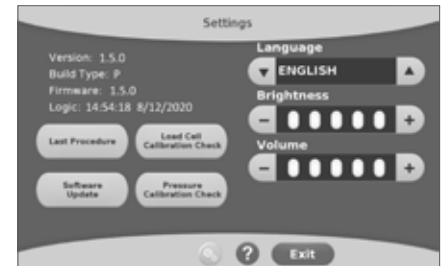 Settings
Version: 1.5.0
Build Type: P
Firmware: 1.5.0
Logic: 14:54:18 8/12/2020
Last Procedure
Load Cell
Calibration Check
Software
Update
Pressure
Calibration Check
Language
ENGLISH
Brightness
Volume
?
Exit